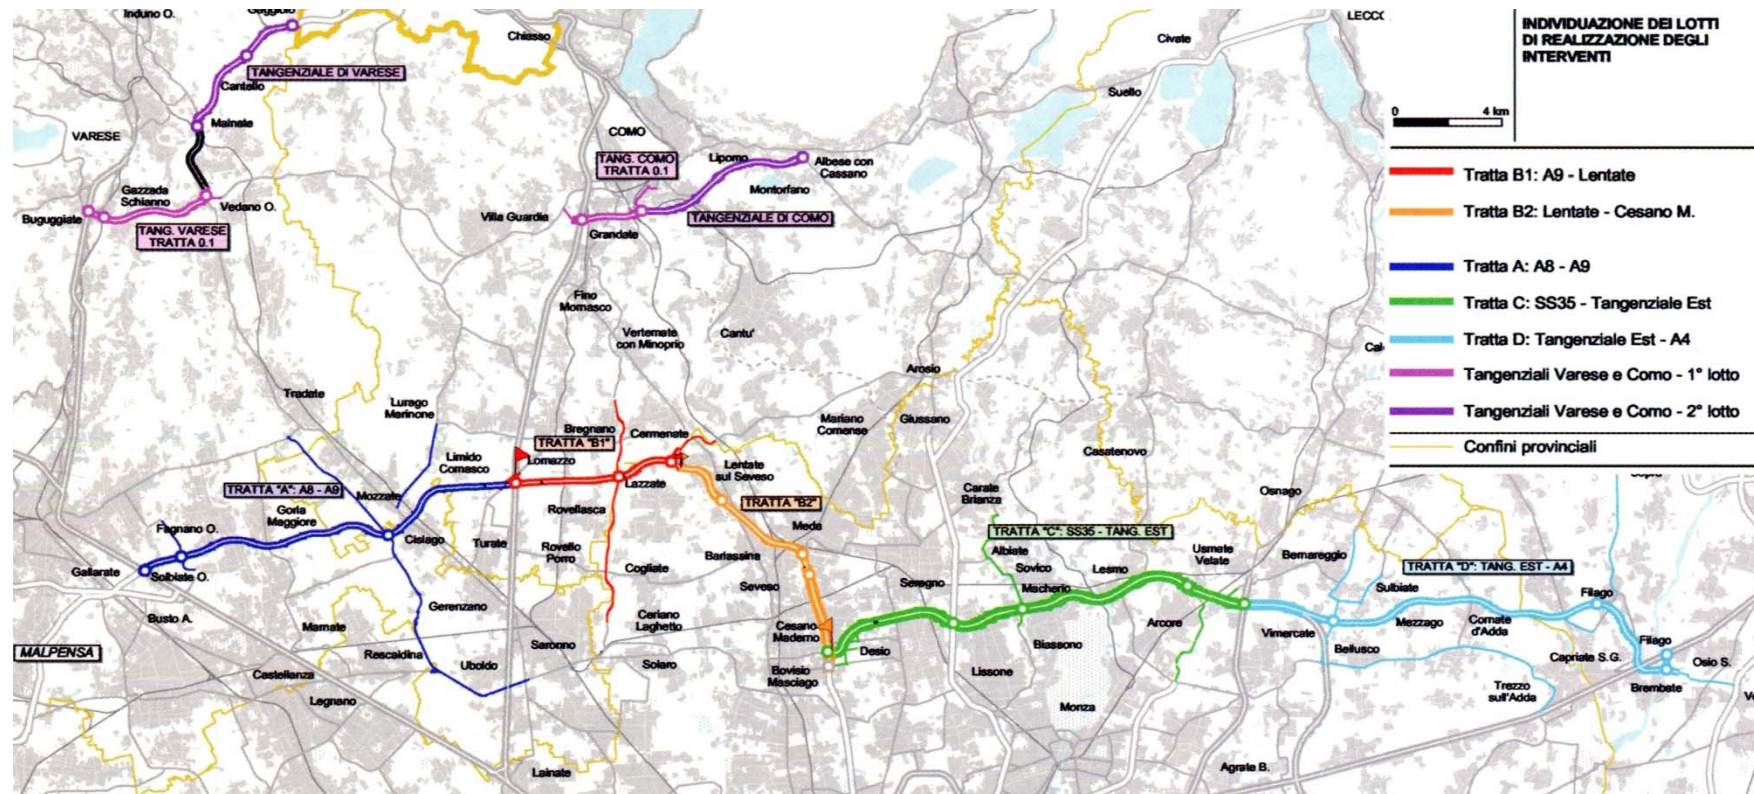 Induno O.
Gaggiolo
Chiasso
LECCO
Civate
INDIVIDUAZIONE DEI LOTTI
DI REALIZZAZIONE DEGLI
INTERVENTI
TANGENZIALE DI VARESE
Cantello
Suello
0 4 km
Malnate
VARESE
COMO
TANG. COMO
TRATTA 0.1
Lipomo
Albese con
Cassano
Montorfano
Tratta B1: A9 - Lentate
Gazzada
Schianno
Vedano O.
Buguggiate
Villa Guardia
TANGENZIALE DI COMO
Tratta B2: Lentate - Cesano M.
TANG. VARESE
TRATTA 0.1
Grandate
Tratta A: A8 - A9
Fino
Mornasco
Tratta C: SS35 - Tangenziale Est
Vertemate
con Minoprio
Cantu'
Tratta D: Tangenziale Est - A4
Arosio
Tangenziali Varese e Como - 1° lotto
Tradate
Lurago
Marinone
Mariano
Comense
Giussano
Tangenziali Varese e Como - 2° lotto
Bregnano
Cermenate
TRATTA "B1"
Confini provinciali
Casatenovo
Limido
Comasco
Lomazzo
Lentate
sul Seveso
TRATTA "A": A8 - A9
Mozzate
Lazzate
Carate
Brianza
Osnago
Gorla
Maggiore
Rovellasca
TRATTA "B2"
Fagnano O.
Cislago
Turate
Rovello
Porro
Meda
Barlassina
TRATTA "C": SS35 - TANG. EST
Albiate
Usmate
Velate
Bernareggio
Gallarate
Solbiate O.
Cogliate
Seveso
Seregno
Sovico
Macherio
Lesmo
TRATTA "D": TANG. EST - A4
Sulbiate
Filago
Busto A.
Gerenzano
Marnate
Ceriano
Laghetto
Cesano
Maderno
Desio
Biassono
Arcore
Vimercate
Mezzago
Cornate
d'Adda
Filago
MALPENSA
Rescaldina
Uboldo
Saronno
Solaro
Bovisio
Masciago
Lissone
Bellusco
Capriate S.G.
Osio S.
Castellanza
Legnano
Monza
Trezzo
sull'Adda
Brembate
Lainate
Agrate B.